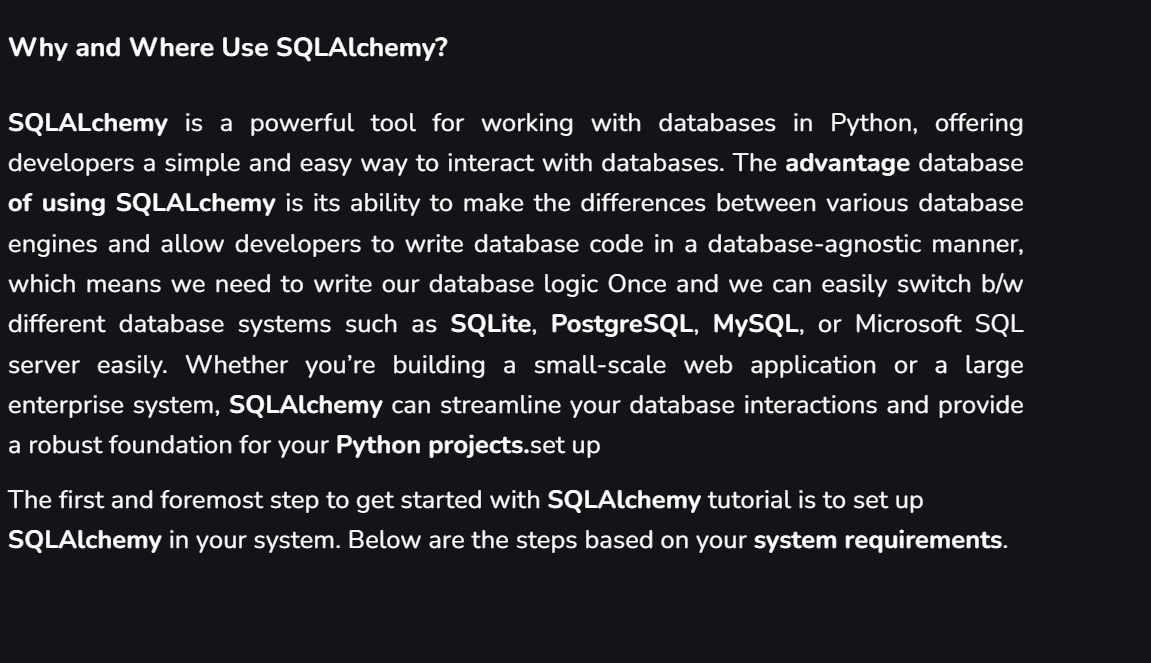 Why and Where Use SQLAlchemy?
SQLALchemy is a powerful tool for working with databases in Python, offering
developers a simple and easy way to interact with databases. The advantage database
of using SQLALchemy is its ability to make the differences between various database
engines and allow developers to write database code in a database-agnostic manner,
which means we need to write our database logic Once and we can easily switch b/w
different database systems such as SQLite, PostgreSQL, MySQL, or Microsoft SQL
server easily. Whether you’re building a small-scale web application or a large
enterprise system, SQLAlchemy can streamline your database interactions and provide
a robust foundation for your Python projects.set up
The first and foremost step to get started with SQLAlchemy tutorial is to set up
SQLAlchemy in your system. Below are the steps based on your system requirements.